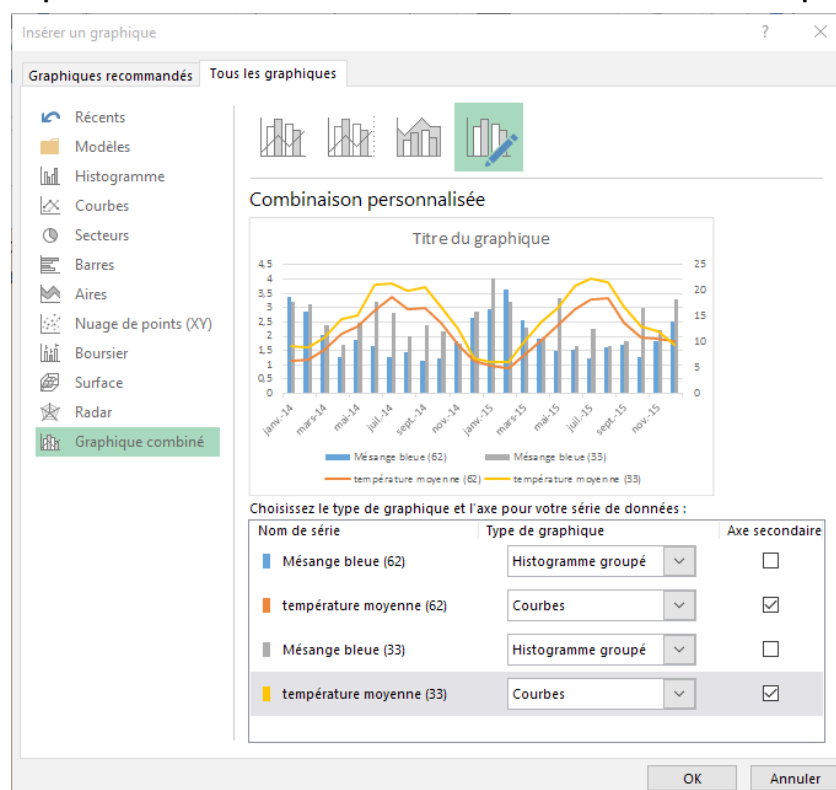 Insérer un graphique ? ×
Graphiques recommandés Tous les graphiques
Récents
Modèles
Histogramme
Courbes
Secteurs
Barres
Aires
Nuage de points (XY)
Boursier
Surface
Radar
Graphique combiné
Combinaison personnalisée
Titre du graphique
4,5
4
3,5
3
2,5
2
1,5
1
0,5
0
25
20
15
10
5
0
janv.-14
mars-14
mai-14
juil.-14
sept.-14
nov.-14
janv.-15
mars-15
mai-15
juil.-15
sept.-15
nov.-15
Mésange bleue (62) Mésange bleue (33)
température moyenne (62) température moyenne (33)
Choisissez le type de graphique et l'axe pour votre série de données :
Nom de série Type de graphique Axe secondaire
Mésange bleue (62) Histogramme groupé
température moyenne (62) Courbes
Mésange bleue (33) Histogramme groupé
température moyenne (33) Courbes
OK Annuler